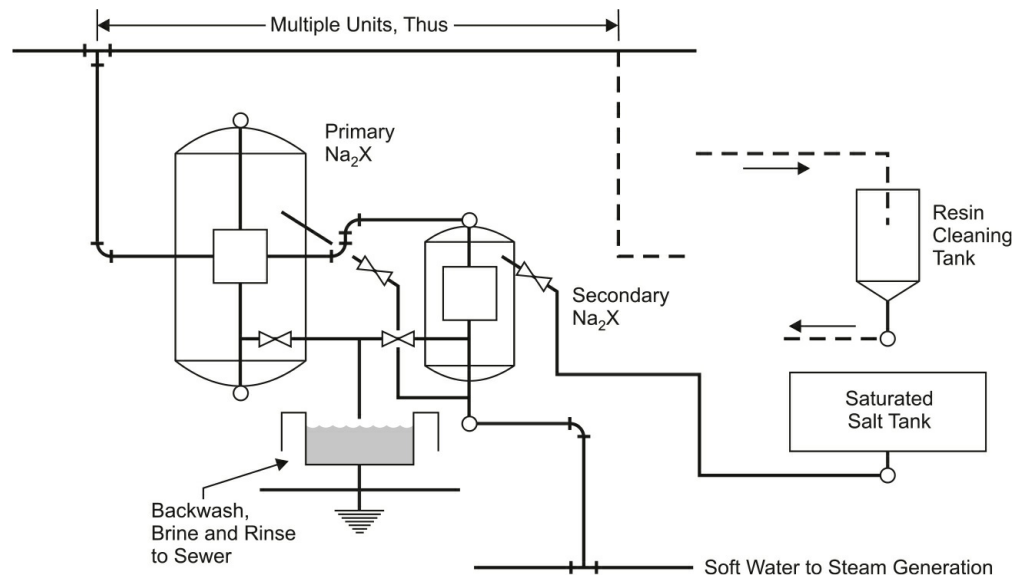 Multiple Units, Thus
Primary
Na₂X
Resin
Cleaning
Tank
Secondary
Na₂X
Saturated
Salt Tank
Backwash,
Brine and Rinse
to Sewer
Soft Water to Steam Generation